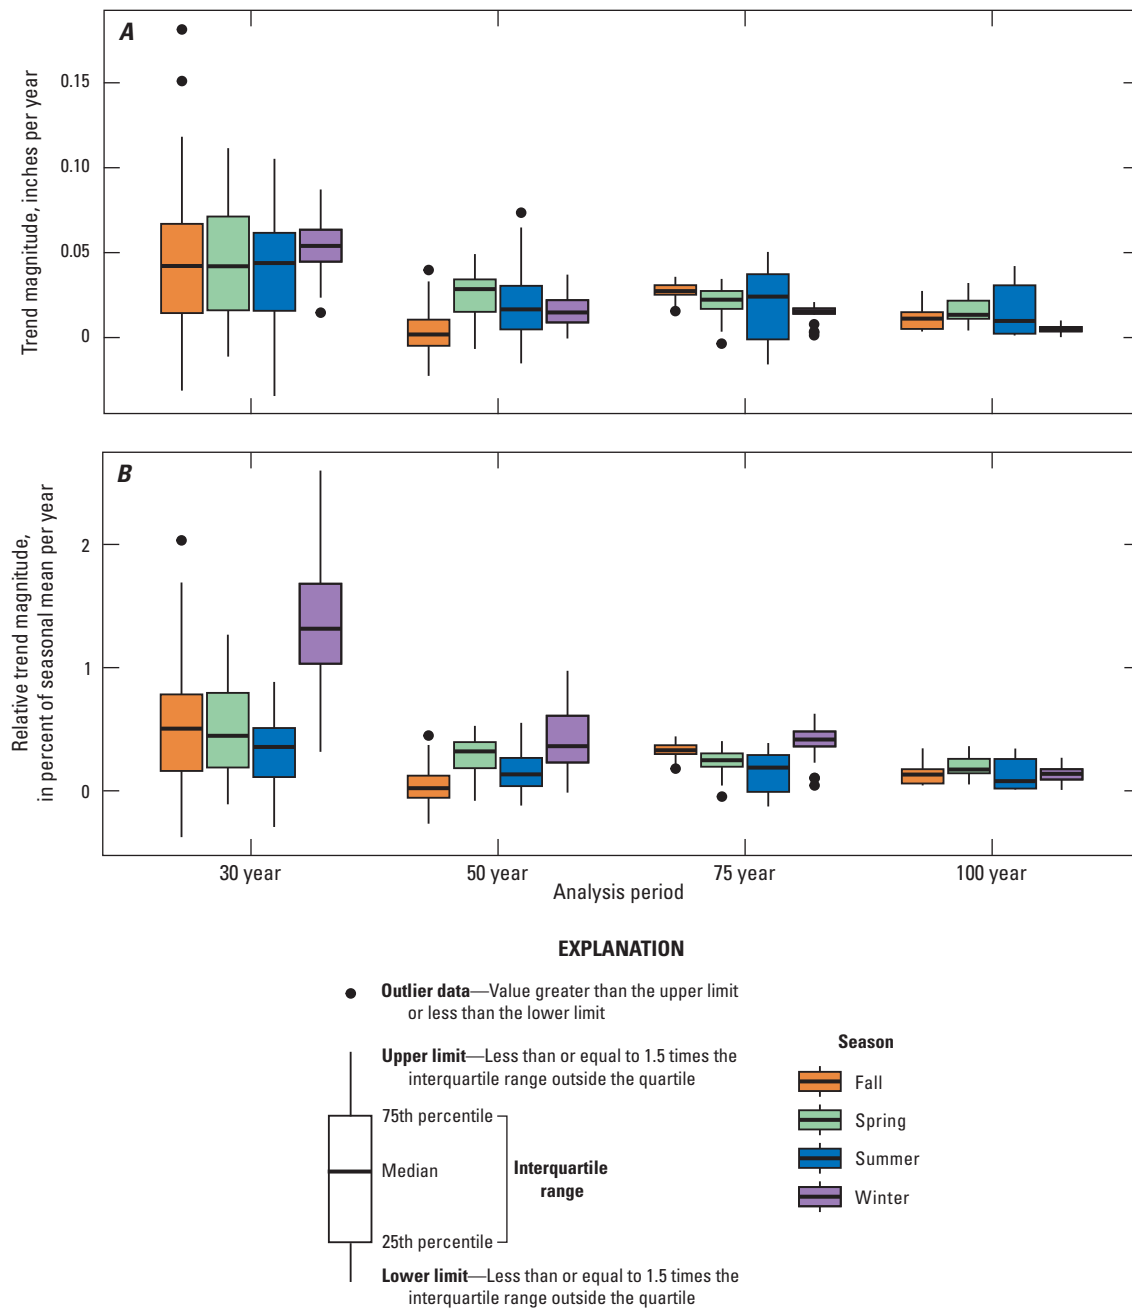 A
Trend magnitude, inches per year
0.15
0.10
0.05
0
B
Relative trend magnitude,
in percent of seasonal mean per year
2
1
0
30 year
50 year
75 year
100 year
Analysis period
EXPLANATION
Outlier data—Value greater than the upper limit
or less than the lower limit
Upper limit—Less than or equal to 1.5 times the
interquartile range outside the quartile
75th percentile
Median
Interquartile
range
25th percentile
Lower limit—Less than or equal to 1.5 times the
interquartile range outside the quartile
Season
Fall
Spring
Summer
Winter